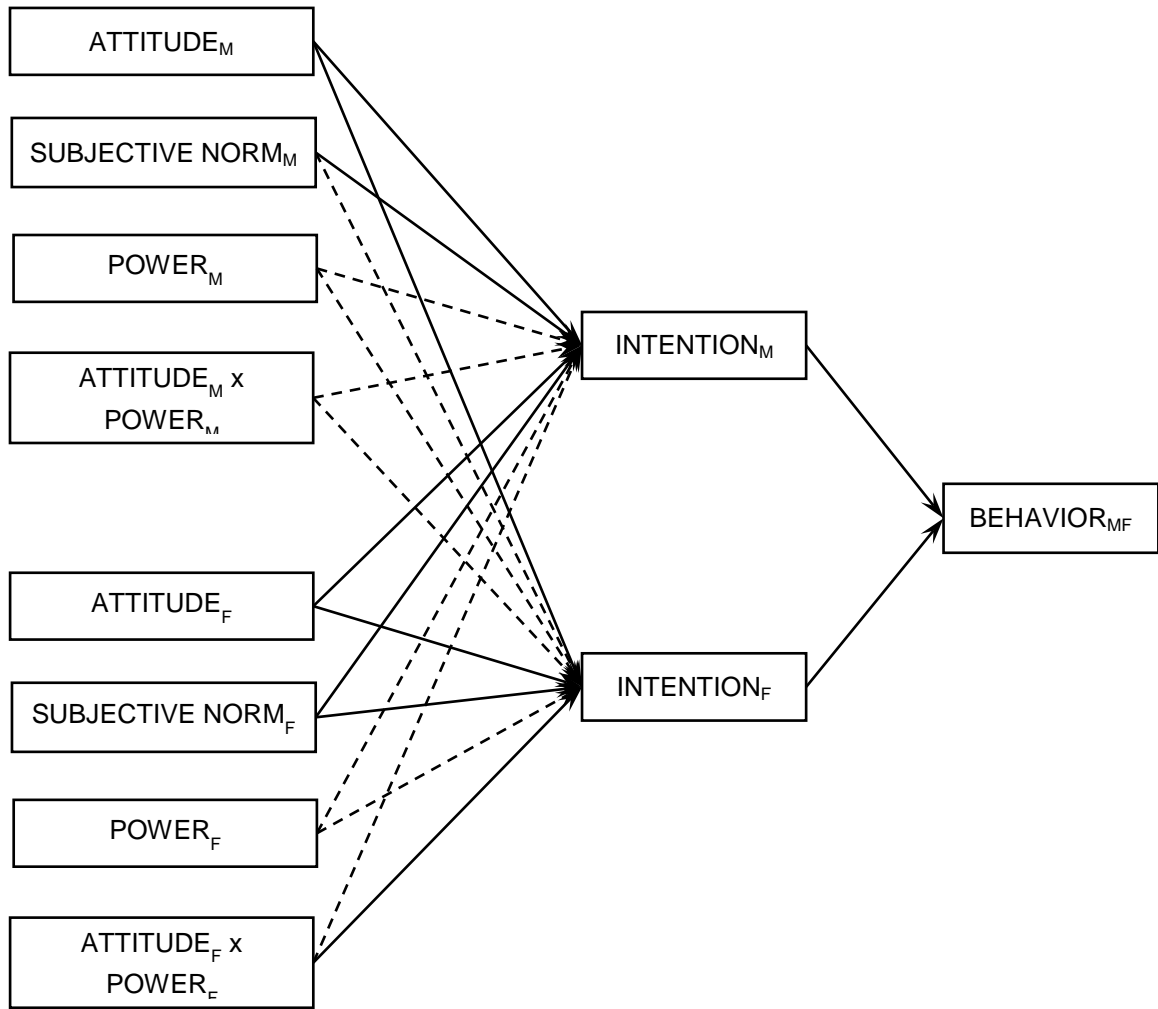 ATTITUDE_M
SUBJECTIVE NORM_M
POWER_M
ATTITUDE_M x
POWER_M
ATTITUDE_F
SUBJECTIVE NORM_F
POWER_F
ATTITUDE_F x
POWER_F
INTENTION_M
INTENTION_F
BEHAVIOR_MF